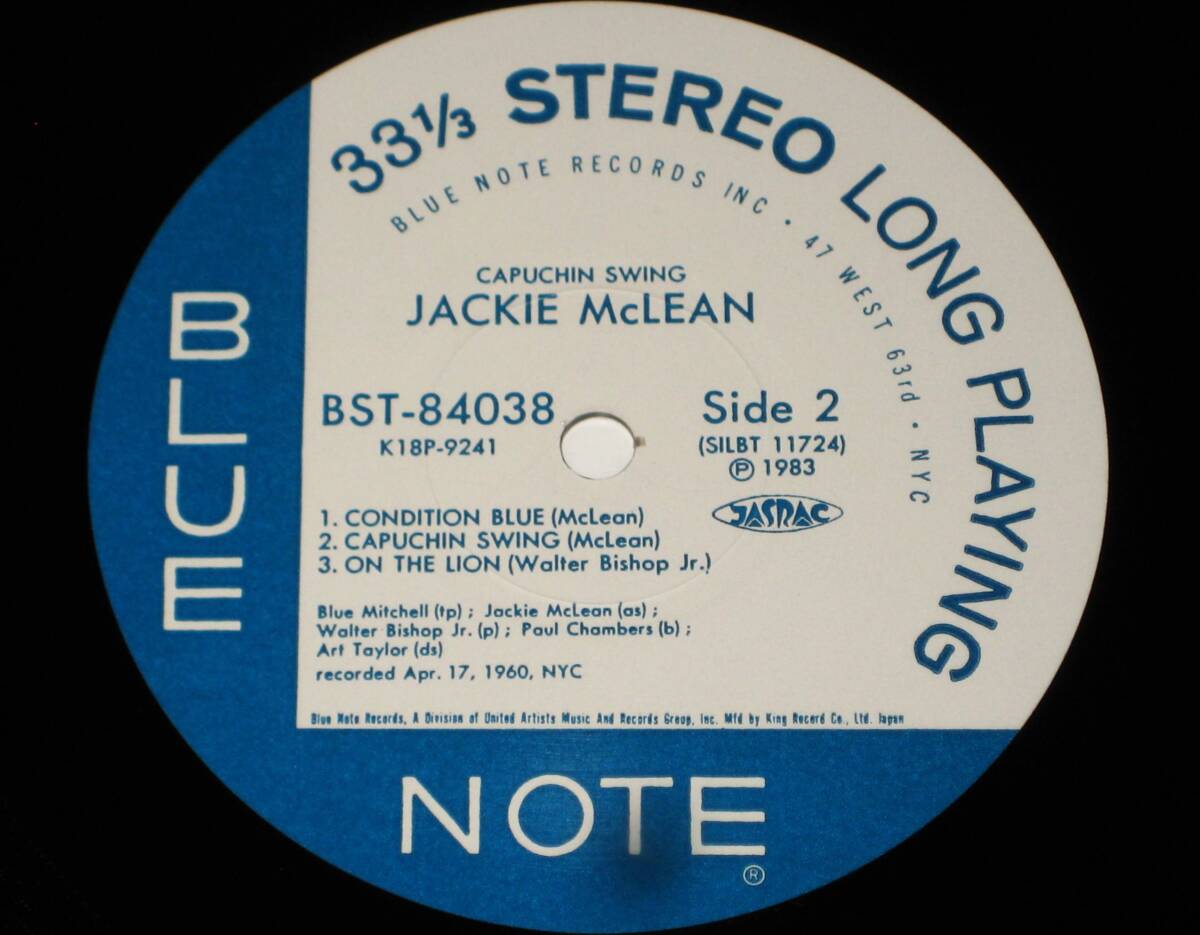 33⅓ STEREO LONG PLAYING
BLUE NOTE RECORDS INC · 47 WEST 63rd · NYC
CAPUCHIN SWING
JACKIE McLEAN
BST-84038
K18P-9241
Side 2
(SILBT 11724)
Ⓟ 1983
JASRAC
1. CONDITION BLUE (McLean)
2. CAPUCHIN SWING (McLean)
3. ON THE LION (Walter Bishop Jr.)
Blue Mitchell (tp) ; Jackie McLean (as) ;
Walter Bishop Jr. (p) ; Paul Chambers (b) ;
Art Taylor (ds)
recorded Apr. 17, 1960, NYC
Blue Note Records, A Division of United Artists Music And Records Group, Inc. Mfd by King Record Co., Ltd. Japan
BLUE
NOTE
®